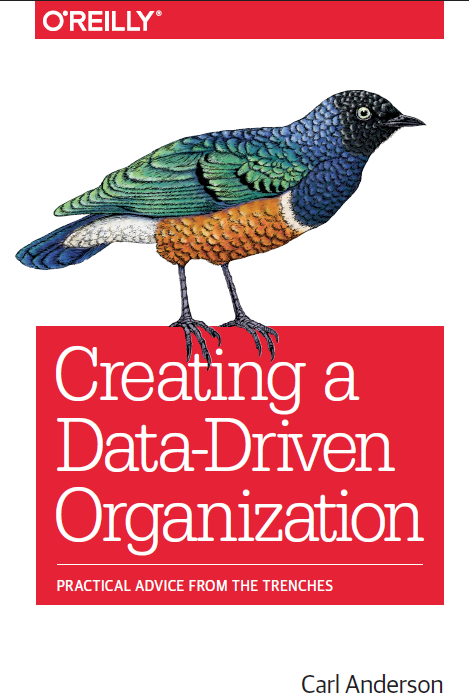 O'REILLY®
Creating a
Data-Driven
Organization
PRACTICAL ADVICE FROM THE TRENCHES
Carl Anderson